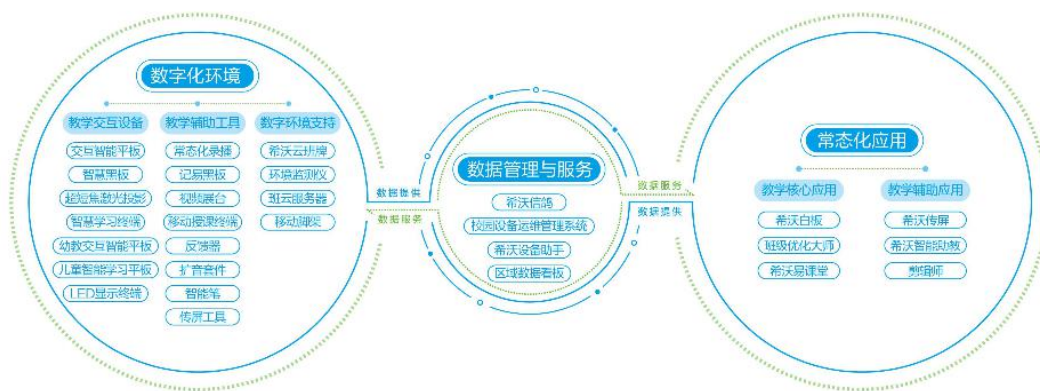 数字化环境
教学交互设备
交互智能平板
智慧黑板
超短焦激光投影
智慧学习终端
幼教交互智能平板
儿童智能学习平板
LED显示终端
教学辅助工具
常态化录播
记易黑板
视频展台
移动授课终端
反馈器
扩音套件
智能笔
传屏工具
数字环境支持
希沃云班牌
环境监测仪
班云服务器
移动脚架
数据提供
数据服务
数据管理与服务
希沃信鸽
校园设备运维管理系统
希沃设备助手
区域数据看板
数据服务
数据提供
常态化应用
教学核心应用
希沃白板
班级优化大师
希沃易课堂
教学辅助应用
希沃传屏
希沃智能助教
剪辑师